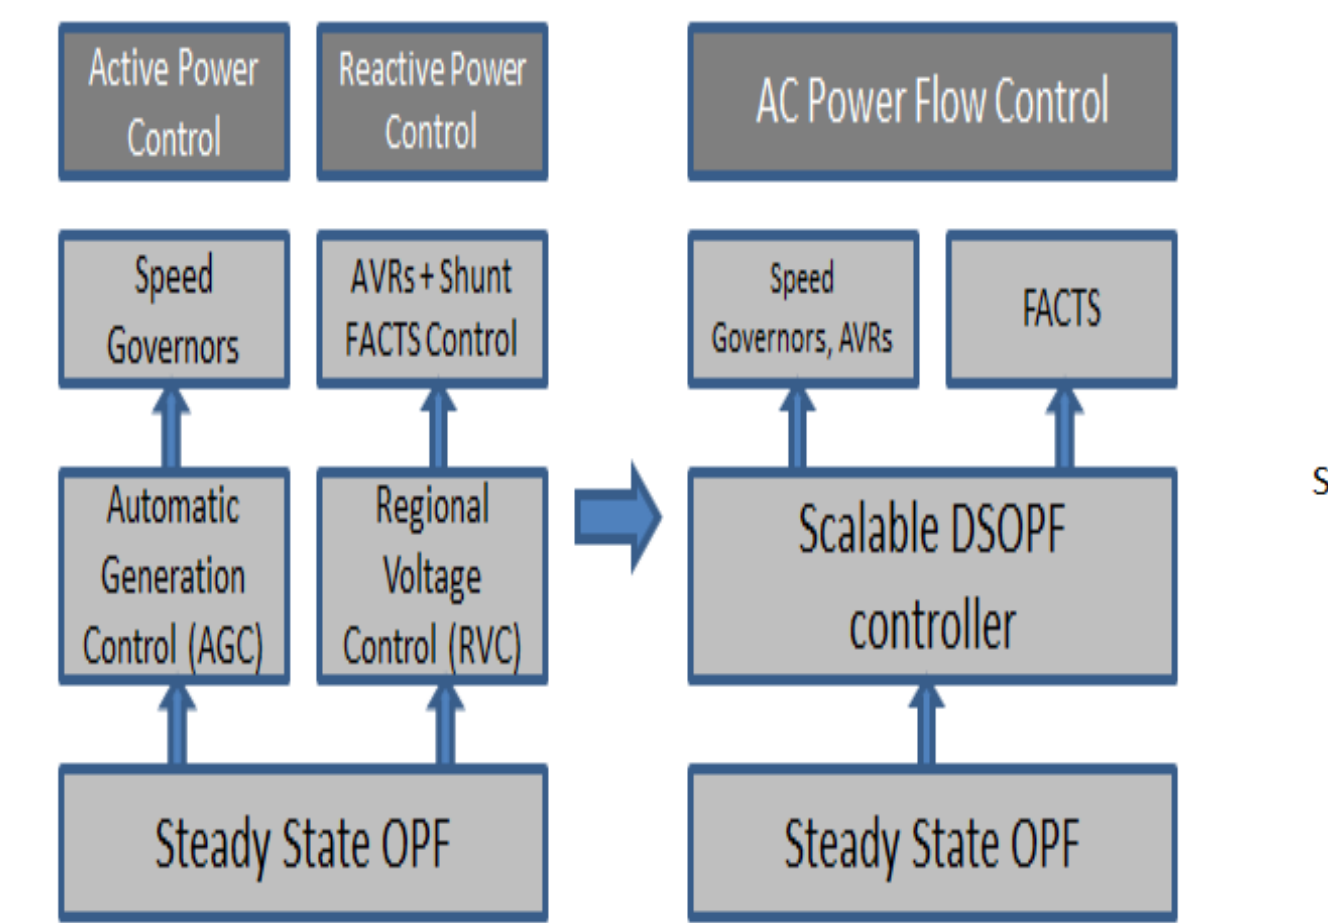 Active Power
Control
Reactive Power
Control
AC Power Flow Control
Speed
Governors
AVRs + Shunt
FACTS Control
Speed
Governors, AVRs
FACTS
Automatic
Generation
Control (AGC)
Regional
Voltage
Control (RVC)
Scalable DSOPF
controller
S
Steady State OPF
Steady State OPF